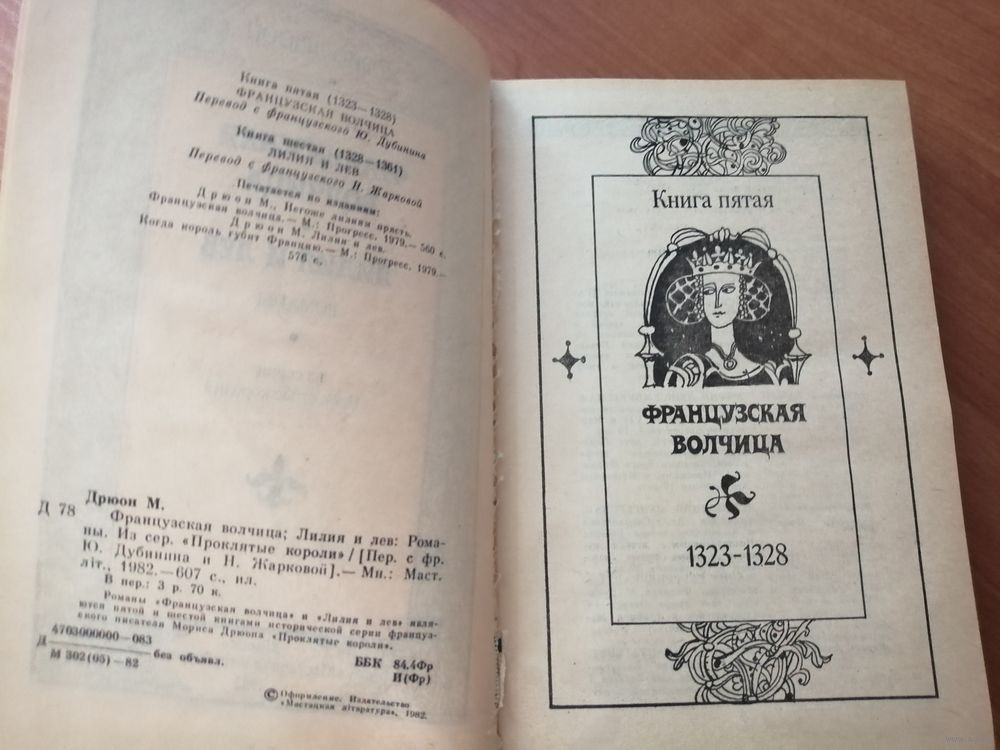 Книга пятая (1323—1328)
ФРАНЦУЗСКАЯ ВОЛЧИЦА
Перевод с французского Ю. Дубинина
Книга шестая (1328—1361)
ЛИЛИЯ И ЛЕВ
Перевод с французского Н. Жарковой
Печатается по изданиям:
Дрюон М., Негоже лилиям прясть.
Французская волчица.— М.: Прогресс, 1979.— 560 с.
Дрюон М. Лилия и лев.
Когда король губит Францию.— М.: Прогресс, 1979.—
576 с.
Дрюон М.
Д 78
Французская волчица; Лилия и лев: Рома-
ны. Из сер. «Проклятые короли» / [Пер. с фр.
Ю. Дубинина и Н. Жарковой].— Мн.: Маст.
літ., 1982.—607 с., ил.
В пер.: 3 р. 70 к.
Романы «Французская волчица» и «Лилия и лев» явля-
ются пятой и шестой книгами исторической серии француз-
ского писателя Мориса Дрюона «Проклятые короли».
4703000000—083
Д без объявл.
М 302(05)—82
ББК 84.4Фр
И(Фр)
© Оформление. Издательство
«Мастацкая літаратура», 1982.
Книга пятая
ФРАНЦУЗСКАЯ
ВОЛЧИЦА
1323-1328